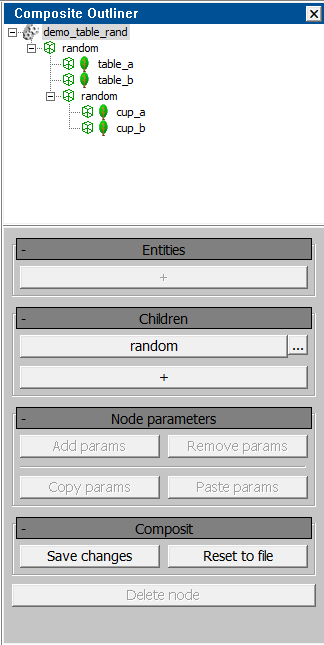 Composite Outliner
demo_table_rand
random
table_a
table_b
random
cup_a
cup_b
- Entities
+
- Children
random ...
+
- Node parameters
Add params Remove params
Copy params Paste params
- Composit
Save changes Reset to file
Delete node